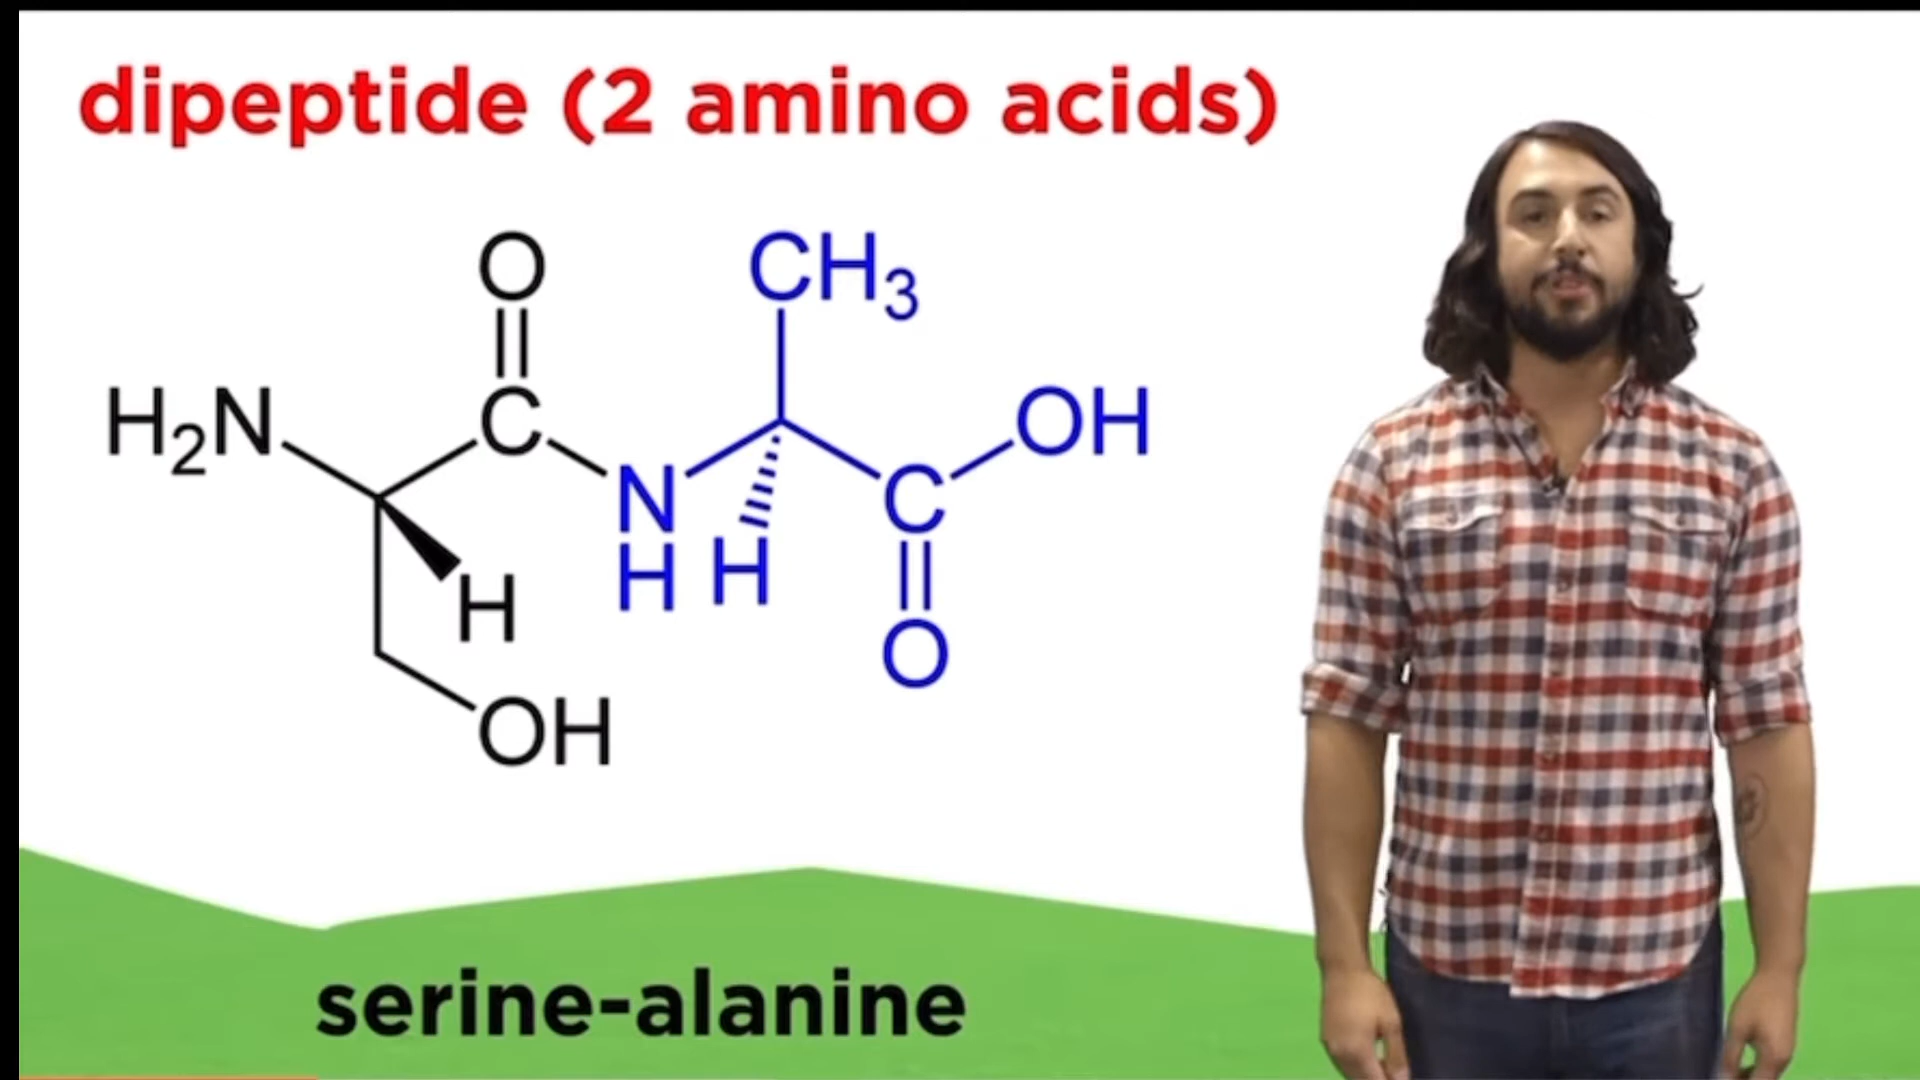 dipeptide (2 amino acids)
O
CH₃
H₂N
C
OH
N
C
H
H
H
O
OH
serine-alanine